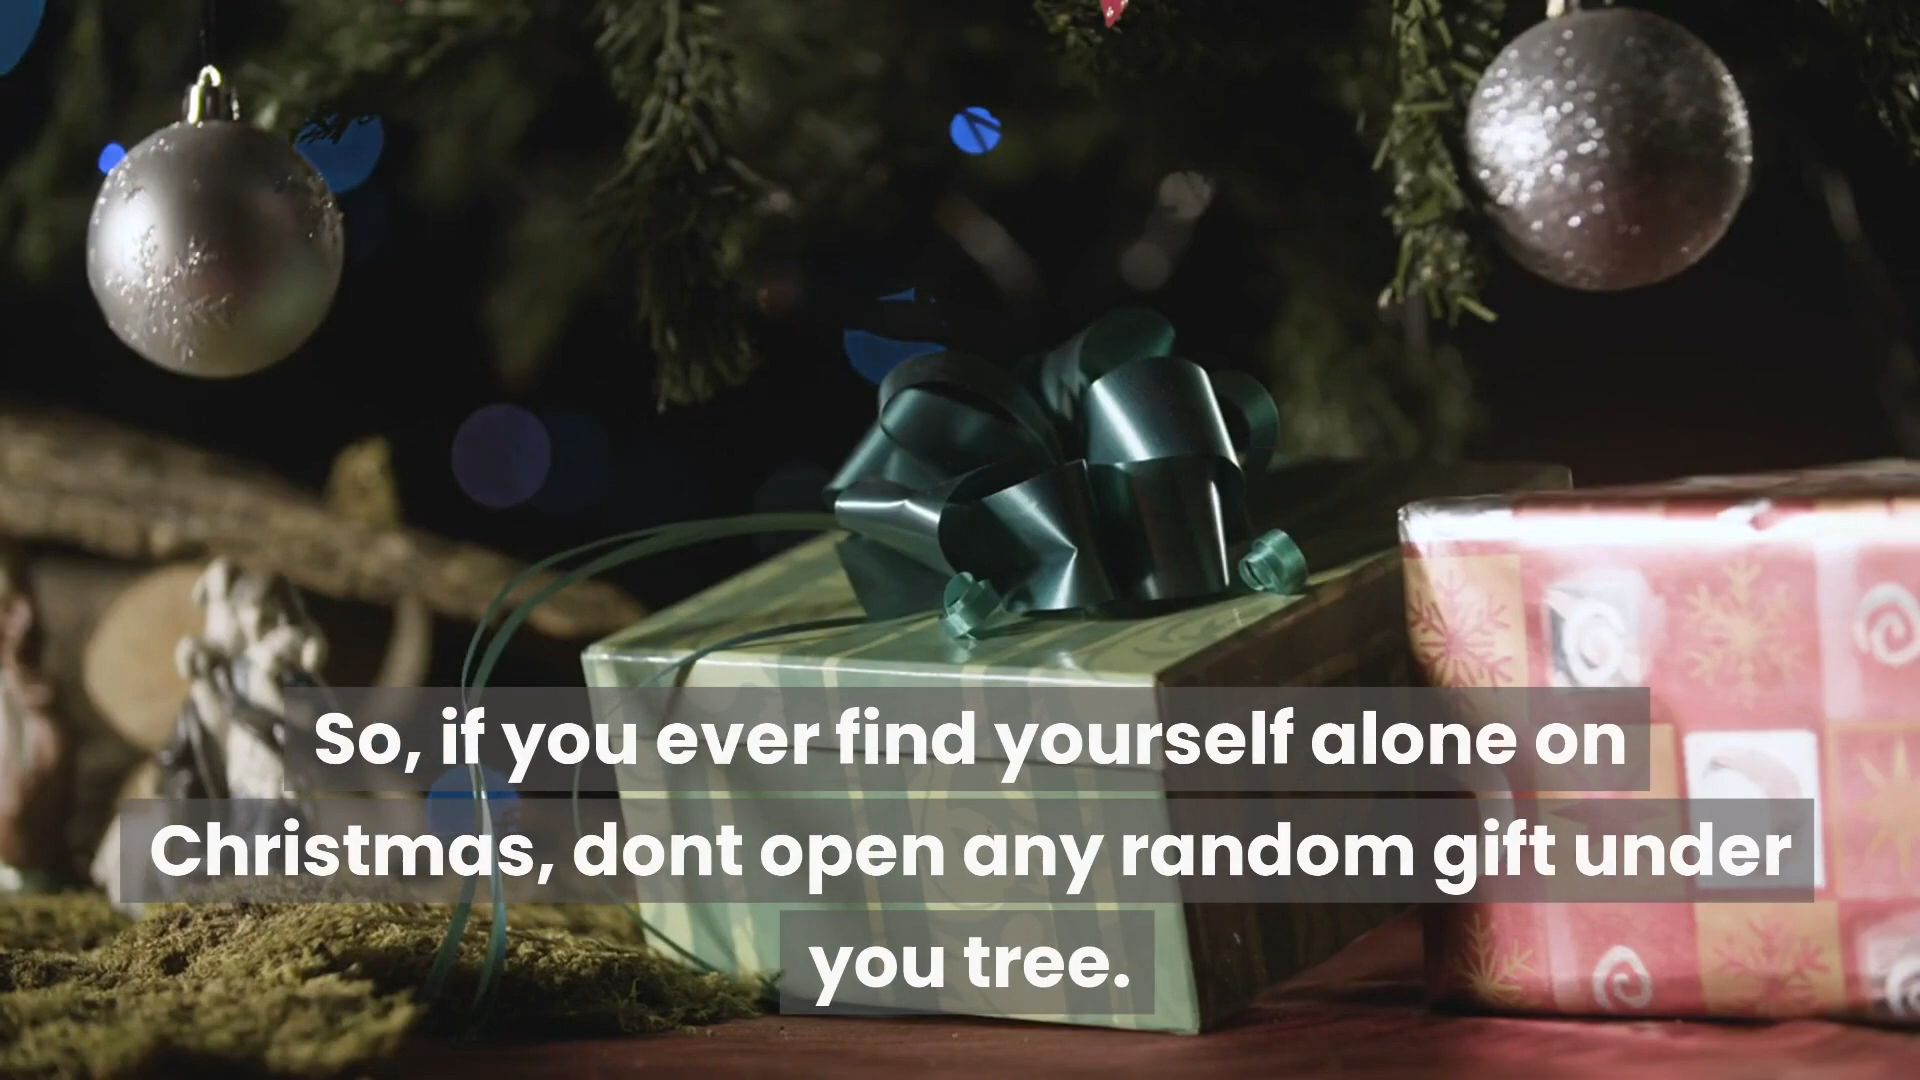 So, if you ever find yourself alone on
Christmas, dont open any random gift under
you tree.